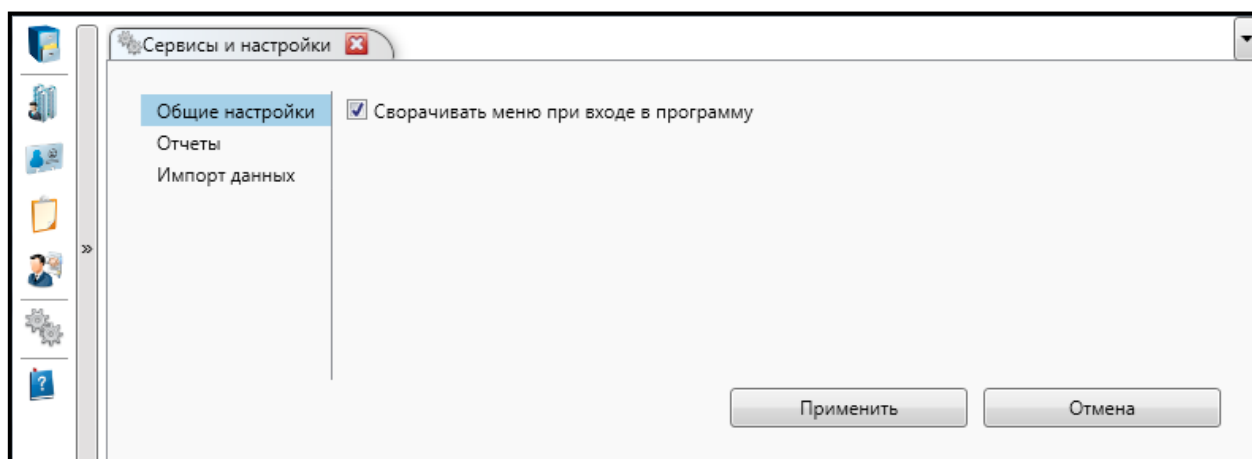 Сервисы и настройки
Общие настройки
Сворачивать меню при входе в программу
Отчеты
Импорт данных
»
?
Применить
Отмена